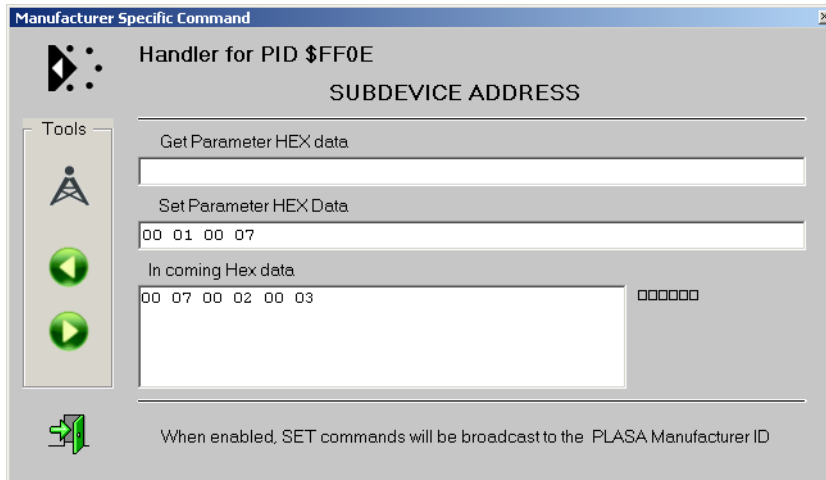 Manufacturer Specific Command
Handler for PID $FF0E
SUBDEVICE ADDRESS
Tools
Get Parameter HEX data
Set Parameter HEX Data
00 01 00 07
In coming Hex data
00 07 00 02 00 03
□□□□□□
When enabled, SET commands will be broadcast to the PLASA Manufacturer ID